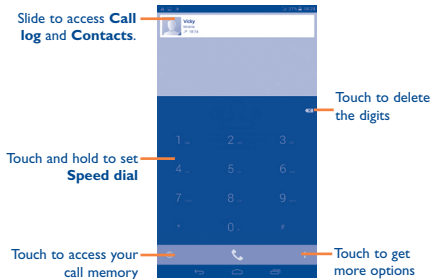 Slide to access Call
log and Contacts.
Vicky
Touch to delete
the digits
1
2
3
Touch and hold to set
Speed dial
4
5
6
7
8
9
*
0
#
Touch to access your
call memory
Touch to get
more options